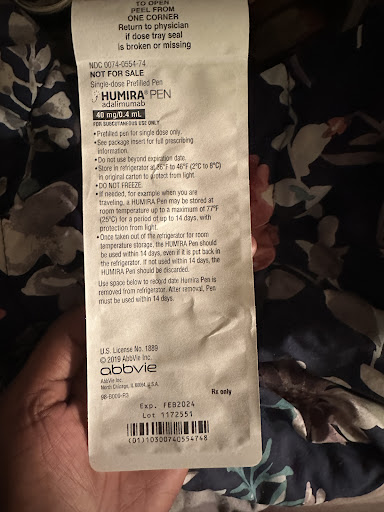 TO OPEN
PEEL FROM
ONE CORNER
Return to physician
if dose tray seal
is broken or missing
NDC 0074-0554-74
NOT FOR SALE
Single-dose Prefilled Pen
HUMIRA® PEN
adalimumab
40 mg/0.4 mL
FOR SUBCUTANEOUS USE ONLY
• Prefilled pen for single dose only.
• See package insert for full prescribing
information.
• Do not use beyond expiration date.
• Store in refrigerator at 36°F to 46°F (2°C to 8°C)
in original carton to protect from light.
• DO NOT FREEZE.
• If needed, for example when you are
traveling, a HUMIRA Pen may be stored at
room temperature up to a maximum of 77°F
(25°C) for a period of up to 14 days, with
protection from light.
• Once taken out of the refrigerator for room
temperature storage, the HUMIRA Pen should
be used within 14 days, even if it is put back in
the refrigerator. If not used within 14 days, the
HUMIRA Pen should be discarded.
Use space below to record date Humira Pen is
removed from refrigerator. After removal, Pen
must be used within 14 days.
U.S. License No. 1889
© 2019 AbbVie Inc.
abbvie
AbbVie Inc.
North Chicago, IL 60064, U.S.A.
Rx only
Exp. FEB2024
Lot 1172551
(01)10300740554748